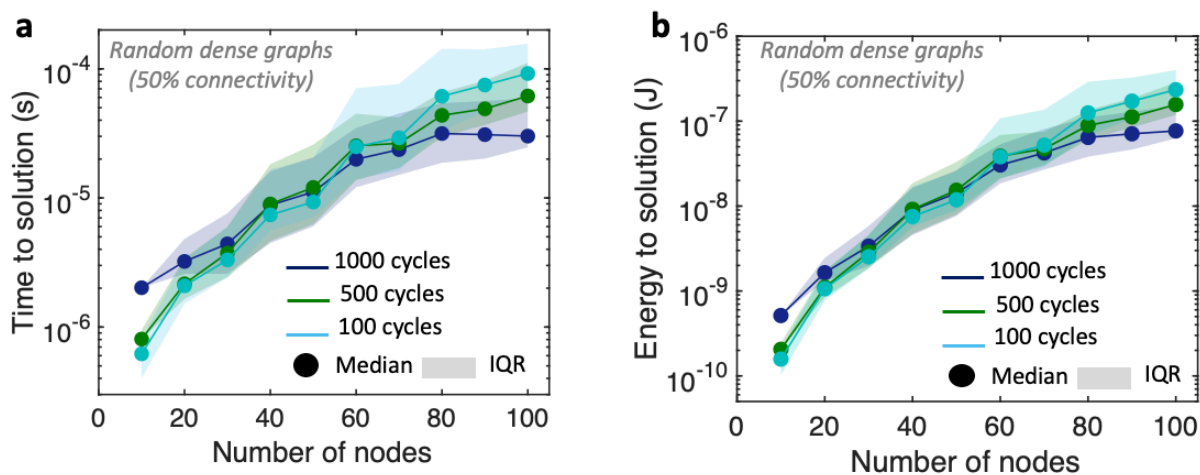 a
Random dense graphs
(50% connectivity)
Time to solution (s)
10⁻⁴
10⁻⁵
10⁻⁶
1000 cycles
500 cycles
100 cycles
Median
IQR
0 20 40 60 80 100
Number of nodes
b
Random dense graphs
(50% connectivity)
Energy to solution (J)
10⁻⁶
10⁻⁷
10⁻⁸
10⁻⁹
10⁻¹⁰
1000 cycles
500 cycles
100 cycles
Median
IQR
0 20 40 60 80 100
Number of nodes